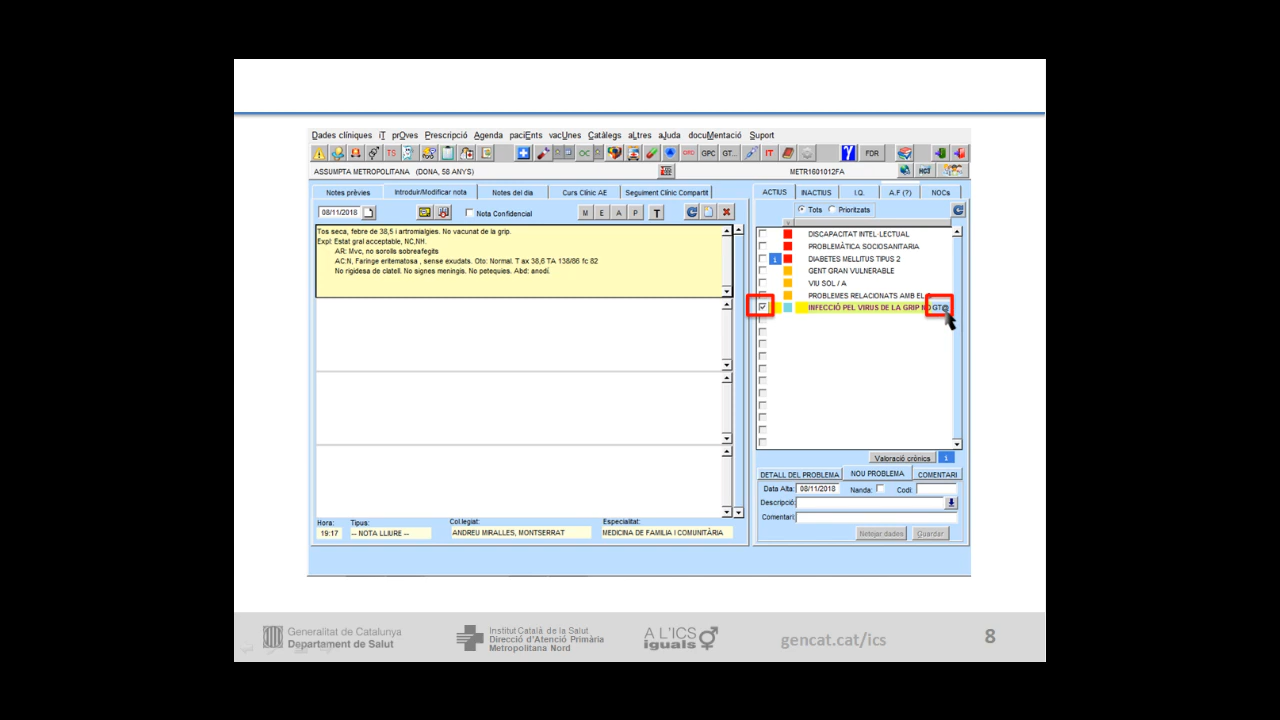 Dades clíniques iT prOves Prescripció Agenda paciEnts vacUnes Catàlegs aLtres aJuda docuMentació Suport
TS GPC GT... IT γ FDR
ASSUMPTA METROPOLITANA (DONA, 58 ANYS) METR1601012FA HC3
Notes prèvies Introduir/Modificar nota Notes del dia Curs Clínic AE Seguiment Clínic Compartit
ACTIUS INACTIUS I.Q. A.F (?) NOCs
08/11/2018 Nota Confidencial M E A P T
Tots Prioritzats
Tos seca, febre de 38,5 i artromialgies. No vacunat de la grip.
Expl: Estat gral acceptable, NC,NH.
AR: Mvc, no sorolls sobreafegits
AC:N, Faringe eritematosa , sense exudats. Oto: Normal. T ax 38,6 TA 138/86 fc 82
No rigidesa de clatell. No signes meningis. No petequies. Abd: anodí.
DISCAPACITAT INTEL·LECTUAL
PROBLEMÀTICA SOCIOSANITARIA
i DIABETES MELLITUS TIPUS 2
GENT GRAN VULNERABLE
VIU SOL / A
PROBLEMES RELACIONATS AMB EL
INFECCIÓ PEL VIRUS DE LA GRIP GT
Valoració crònics i
DETALL DEL PROBLEMA NOU PROBLEMA COMENTARI
Data Alta: 08/11/2018 Nanda: Codi:
Descripció:
Comentari:
Netejar dades Guardar
Hora: Tipus: Col.legiat: Especialitat:
19:17 -- NOTA LLIURE -- ANDREU MIRALLES, MONTSERRAT MEDICINA DE FAMILIA I COMUNITÀRIA
Generalitat de Catalunya
Departament de Salut
Institut Català de la Salut
Direcció d'Atenció Primària
Metropolitana Nord
A L'ICS
iguals
gencat.cat/ics
8